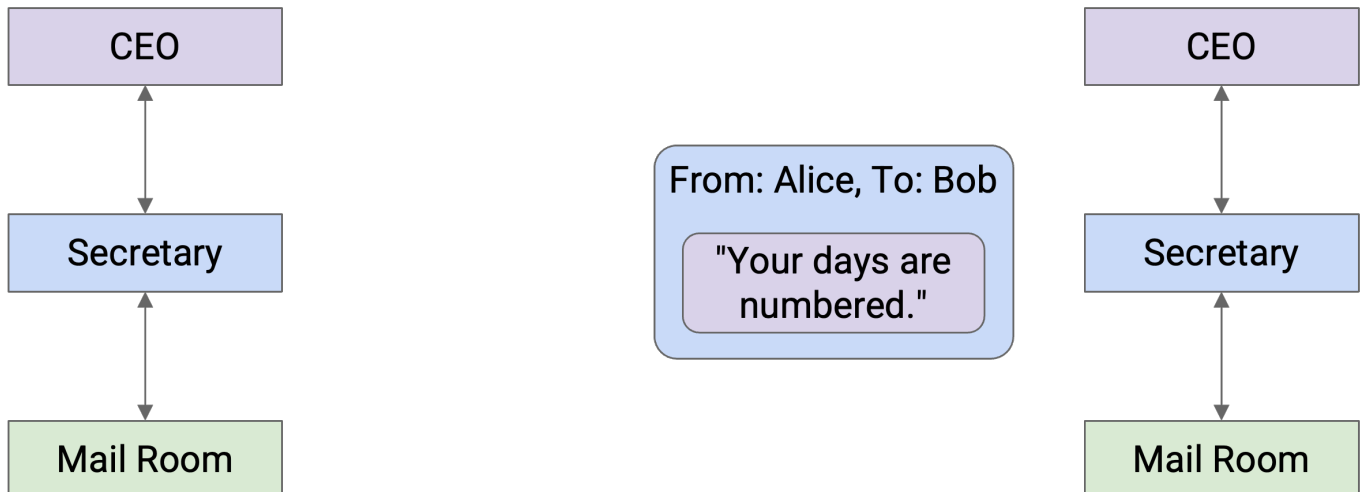 CEO
CEO
From: Alice, To: Bob
Secretary
"Your days are
numbered."
Secretary
Mail Room
Mail Room